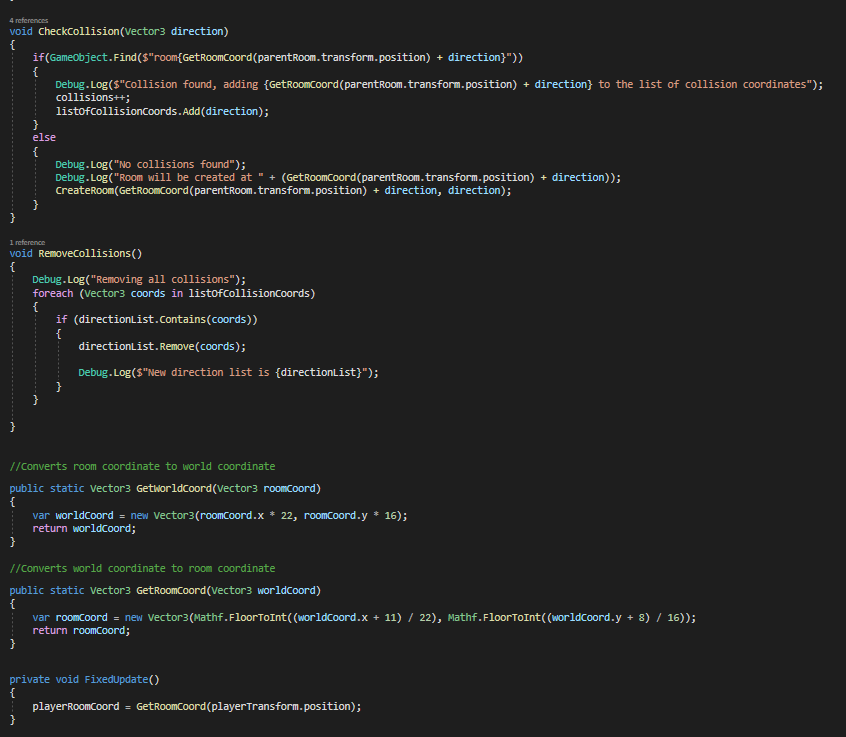 4 references
void CheckCollision(Vector3 direction)
{
if(GameObject.Find($"room{GetRoomCoord(parentRoom.transform.position) + direction}"))
{
Debug.Log($"Collision found, adding {GetRoomCoord(parentRoom.transform.position) + direction} to the list of collision coordinates");
collisions++;
listOfCollisionCoords.Add(direction);
}
else
{
Debug.Log("No collisions found");
Debug.Log("Room will be created at " + (GetRoomCoord(parentRoom.transform.position) + direction));
CreateRoom(GetRoomCoord(parentRoom.transform.position) + direction, direction);
}
}
1 reference
void RemoveCollisions()
{
Debug.Log("Removing all collisions");
foreach (Vector3 coords in listOfCollisionCoords)
{
if (directionList.Contains(coords))
{
directionList.Remove(coords);
Debug.Log($"New direction list is {directionList}");
}
}
}
//Converts room coordinate to world coordinate
public static Vector3 GetWorldCoord(Vector3 roomCoord)
{
var worldCoord = new Vector3(roomCoord.x * 22, roomCoord.y * 16);
return worldCoord;
}
//Converts world coordinate to room coordinate
public static Vector3 GetRoomCoord(Vector3 worldCoord)
{
var roomCoord = new Vector3(Mathf.FloorToInt((worldCoord.x + 11) / 22), Mathf.FloorToInt((worldCoord.y + 8) / 16));
return roomCoord;
}
private void FixedUpdate()
{
playerRoomCoord = GetRoomCoord(playerTransform.position);
}